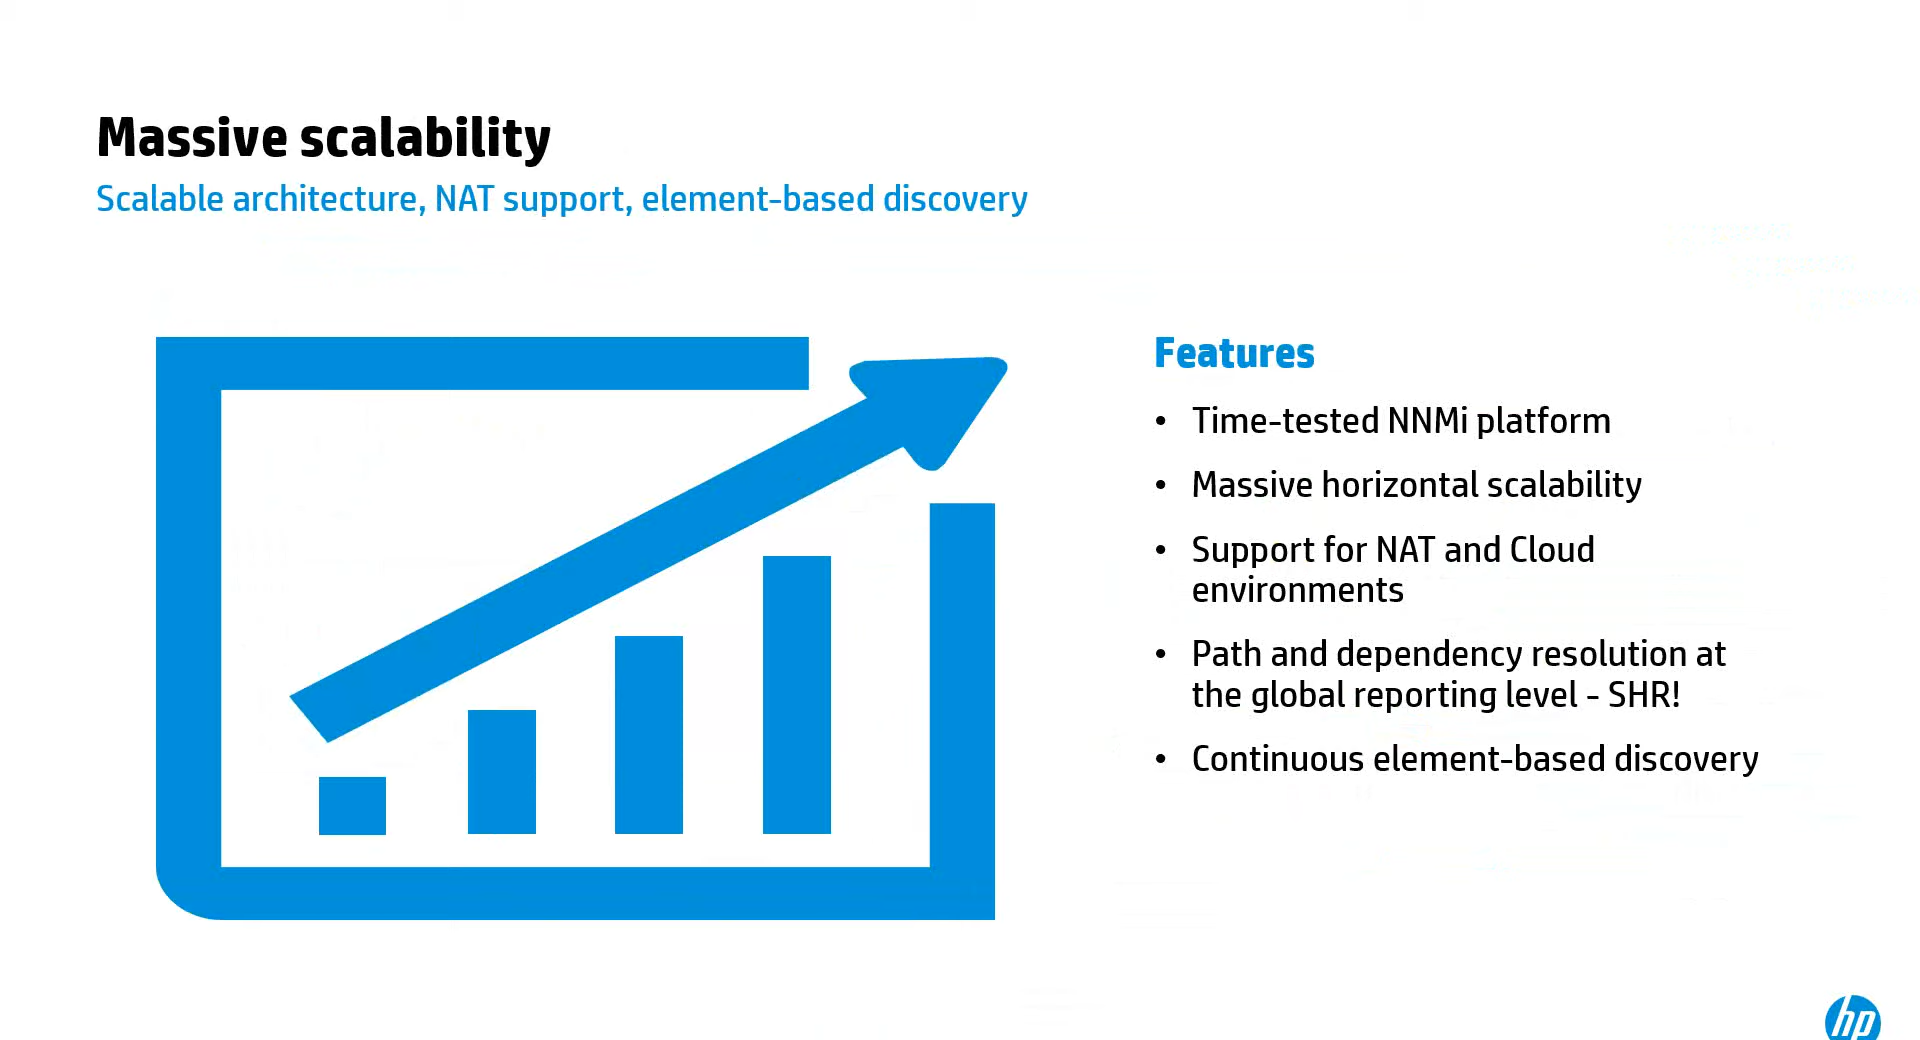 Massive scalability
Scalable architecture, NAT support, element-based discovery
Features
• Time-tested NNMi platform
• Massive horizontal scalability
• Support for NAT and Cloud
environments
• Path and dependency resolution at
the global reporting level - SHR!
• Continuous element-based discovery
hp